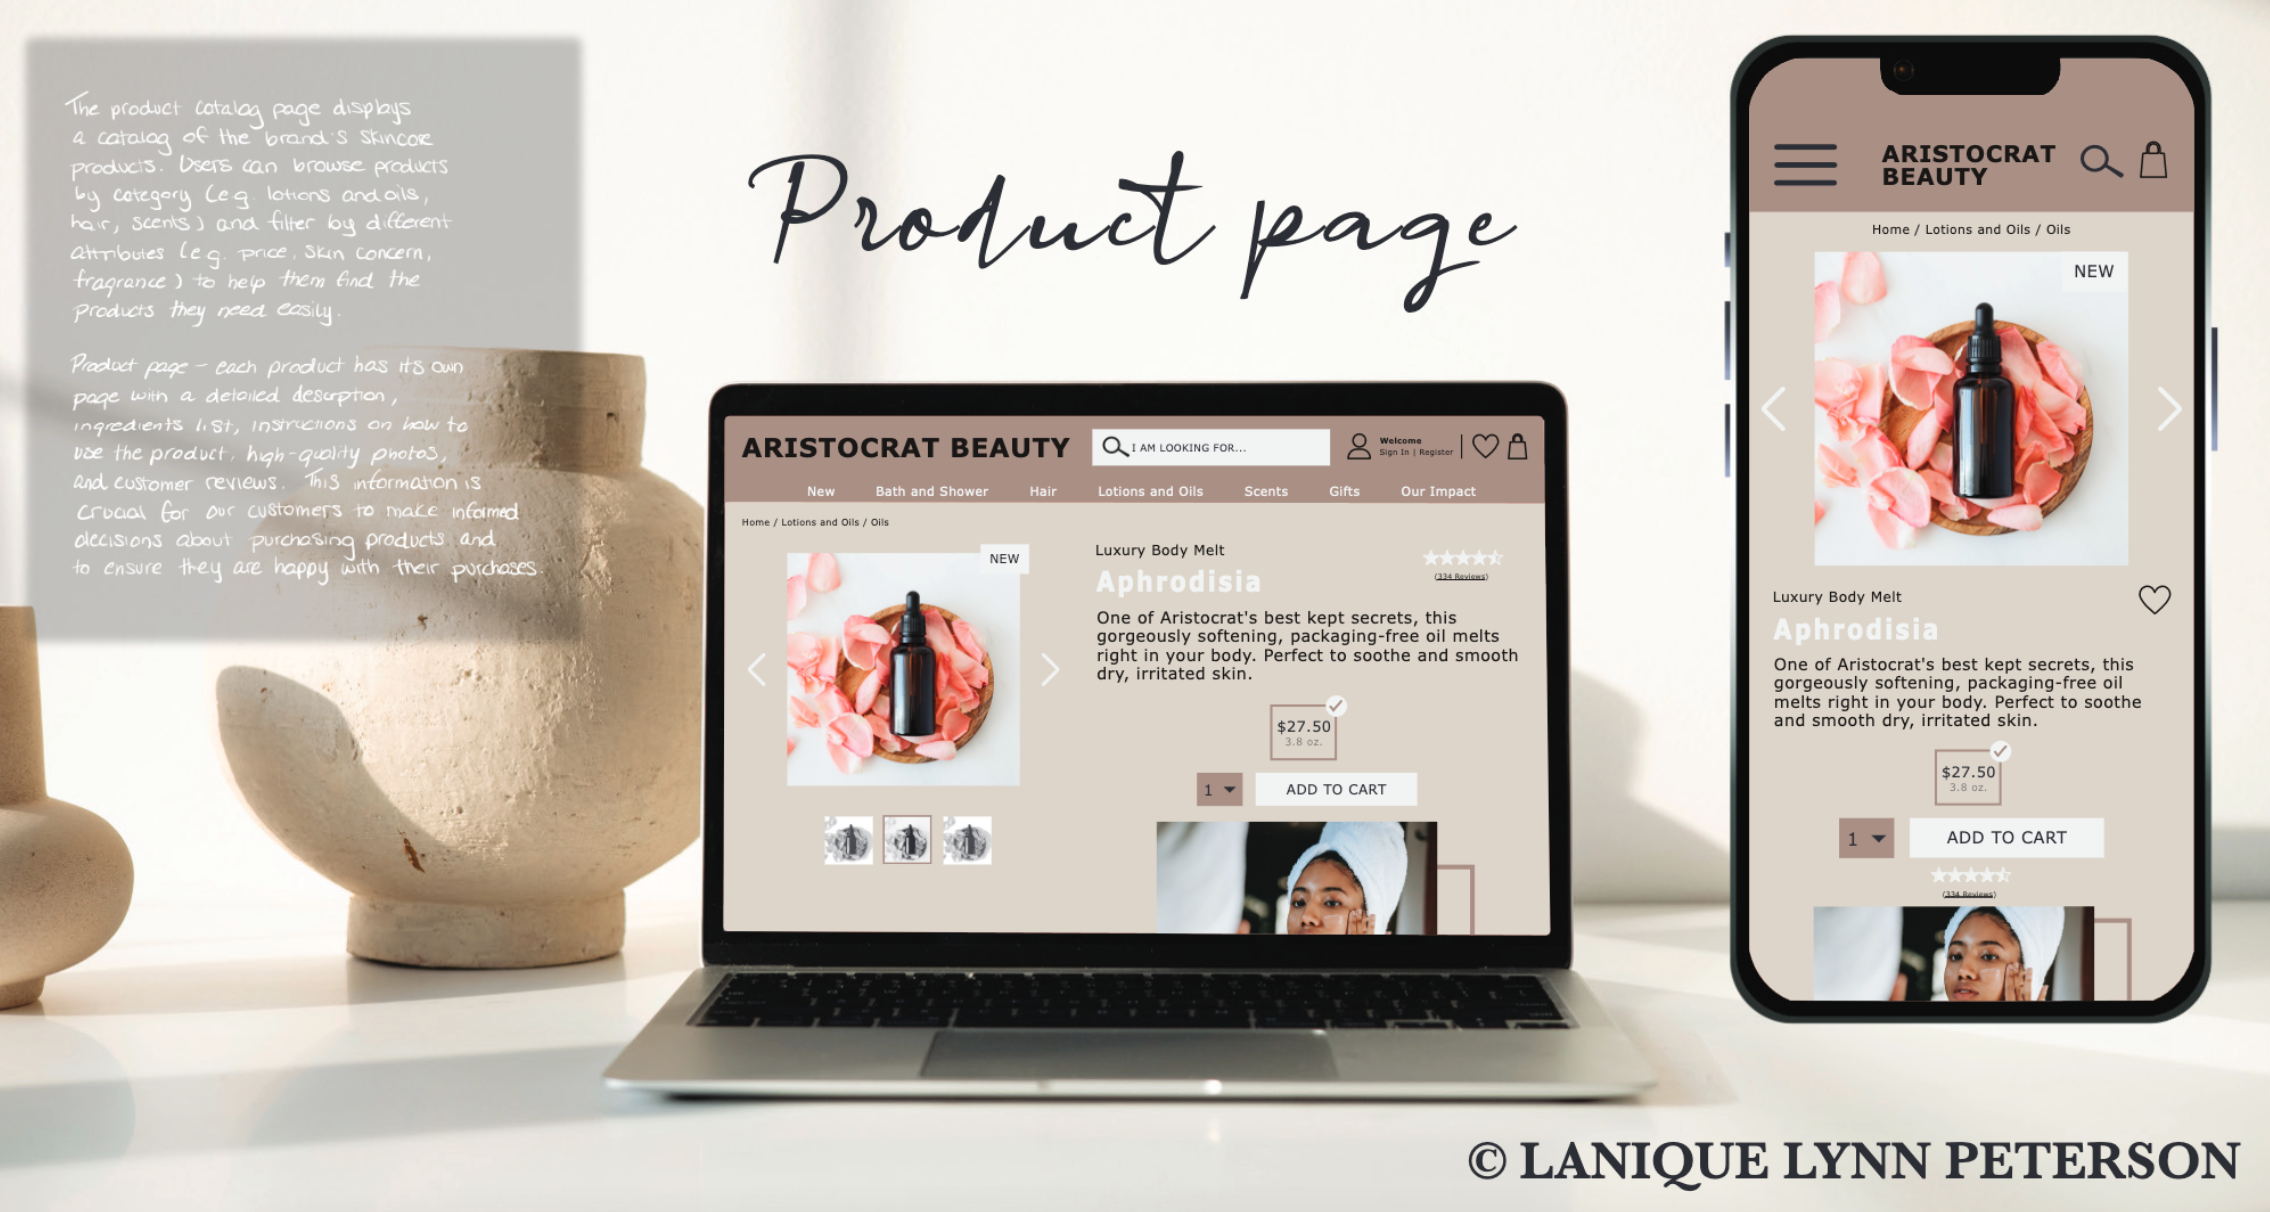 The product catalog page displays
a catalog of the brand's skincare
products. Users can browse products
by category (eg. lotions and oils,
hair, scents) and filter by different
attributes (e.g. price, skin concern,
fragrance) to help them find the
products they need easily.
Product page - each product has its own
page with a detailed description,
ingredients list, instructions on how to
use the product, high-quality photos,
and customer reviews. This information is
crucial for our customers to make informed
decisions about purchasing products and
to ensure they are happy with their purchases.
Product page
ARISTOCRAT BEAUTY
I AM LOOKING FOR...
Welcome
Sign In | Register
New Bath and Shower Hair Lotions and Oils Scents Gifts Our Impact
Home / Lotions and Oils / Oils
NEW
Luxury Body Melt
Aphrodisia
(334 Reviews)
One of Aristocrat's best kept secrets, this
gorgeously softening, packaging-free oil melts
right in your body. Perfect to soothe and smooth
dry, irritated skin.
$27.50
3.8 oz.
1 ADD TO CART
ARISTOCRAT
BEAUTY
Home / Lotions and Oils / Oils
NEW
Luxury Body Melt
Aphrodisia
One of Aristocrat's best kept secrets, this
gorgeously softening, packaging-free oil
melts right in your body. Perfect to soothe
and smooth dry, irritated skin.
$27.50
3.8 oz.
1 ADD TO CART
(334 Reviews)
© LANIQUE LYNN PETERSON